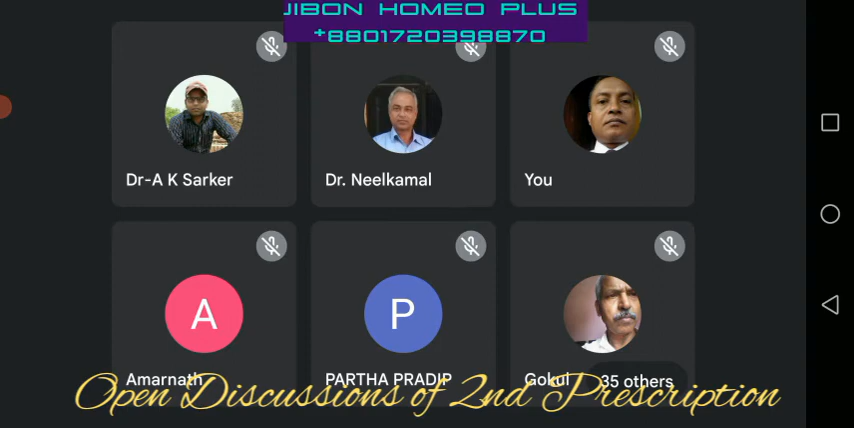 JIBON HOMEO PLUS
+8801720398870
Dr-A K Sarker
Dr. Neelkamal
You
A
P
Amarnath
PARTHA PRADIP
Gokul
35 others
Open Discussions of 2nd Prescription